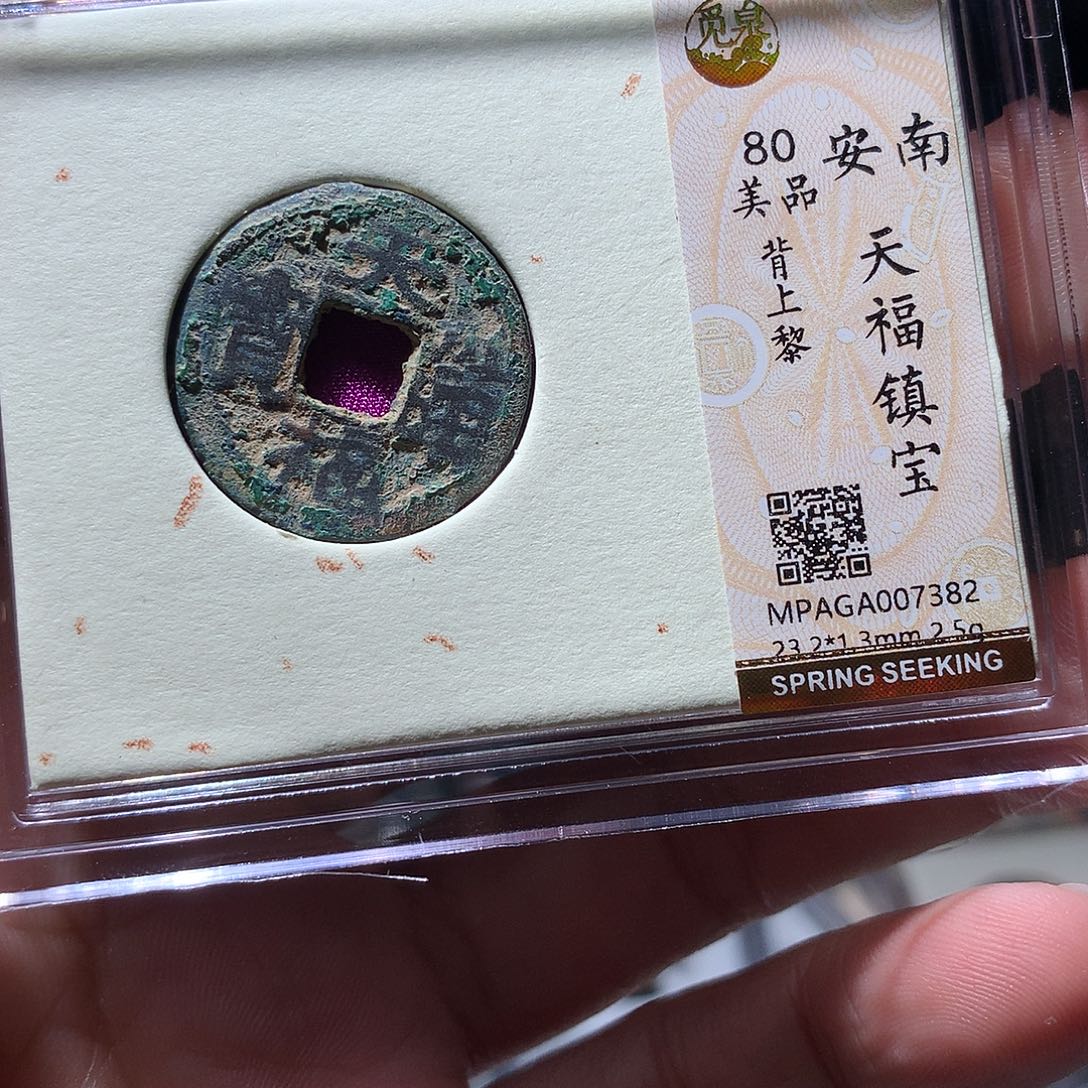 觅泉
安南
80
美品
天福镇宝
背上黎
MPAGA007382
23.2*1.3mm 2.5g
SPRING SEEKING